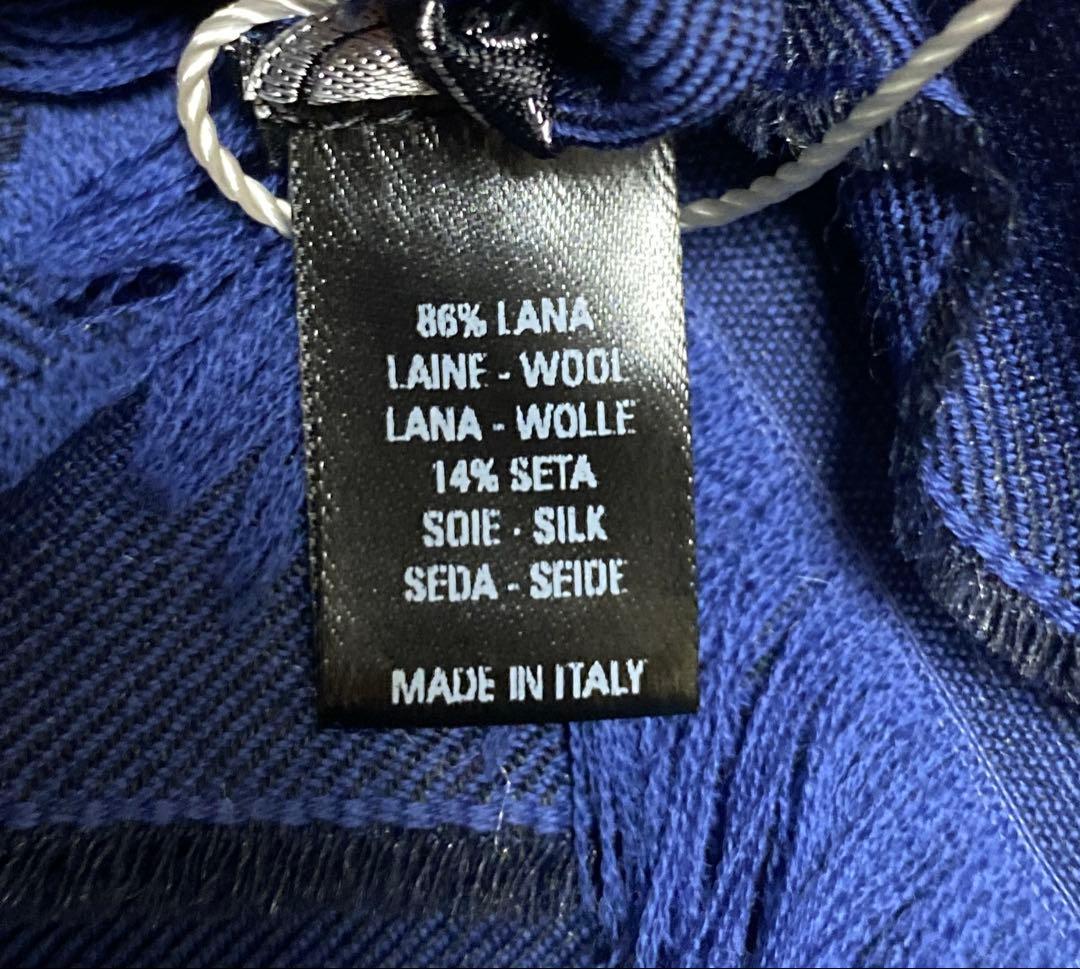 86% LANA
LAINE - WOOL
LANA - WOLLE
14% SETA
SOIE - SILK
SEDA - SEIDE
MADE IN ITALY